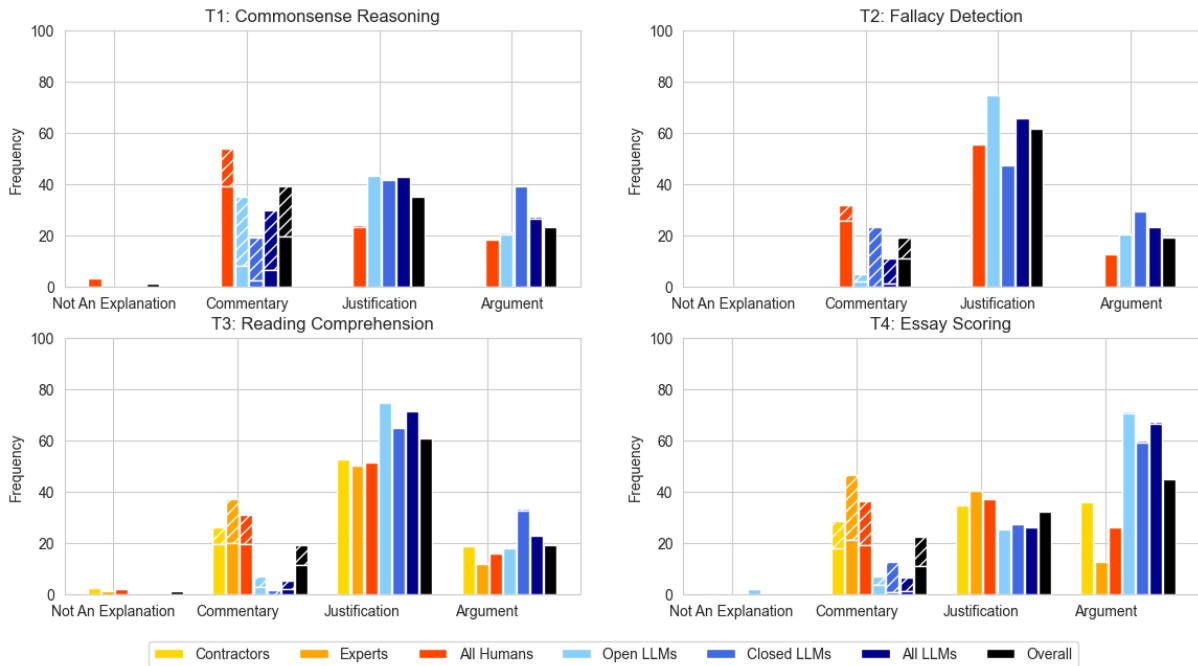 T1: Commonsense Reasoning
100
80
60
40
20
0
Frequency
Not An Explanation Commentary Justification Argument
T2: Fallacy Detection
100
80
60
40
20
0
Frequency
Not An Explanation Commentary Justification Argument
T3: Reading Comprehension
100
80
60
40
20
0
Frequency
Not An Explanation Commentary Justification Argument
T4: Essay Scoring
100
80
60
40
20
0
Frequency
Not An Explanation Commentary Justification Argument
Contractors Experts All Humans Open LLMs Closed LLMs All LLMs Overall